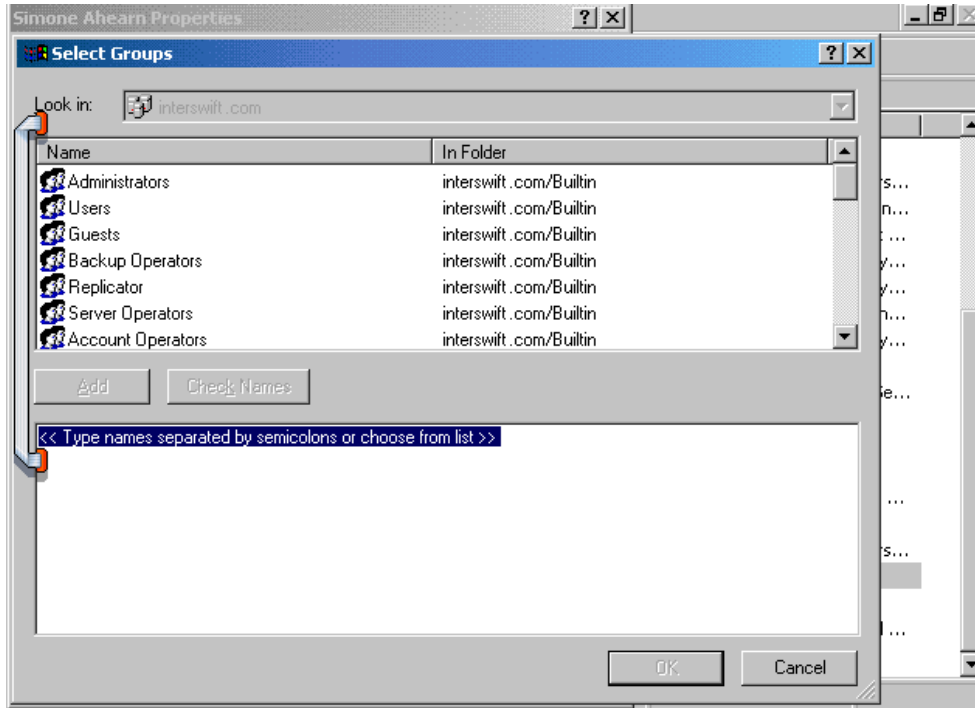 Simone Ahearn Properties
Select Groups
Look in: interswift.com
Name In Folder
Administrators interswift.com/Builtin
Users interswift.com/Builtin
Guests interswift.com/Builtin
Backup Operators interswift.com/Builtin
Replicator interswift.com/Builtin
Server Operators interswift.com/Builtin
Account Operators interswift.com/Builtin
Add Check Names
<< Type names separated by semicolons or choose from list >>
OK Cancel